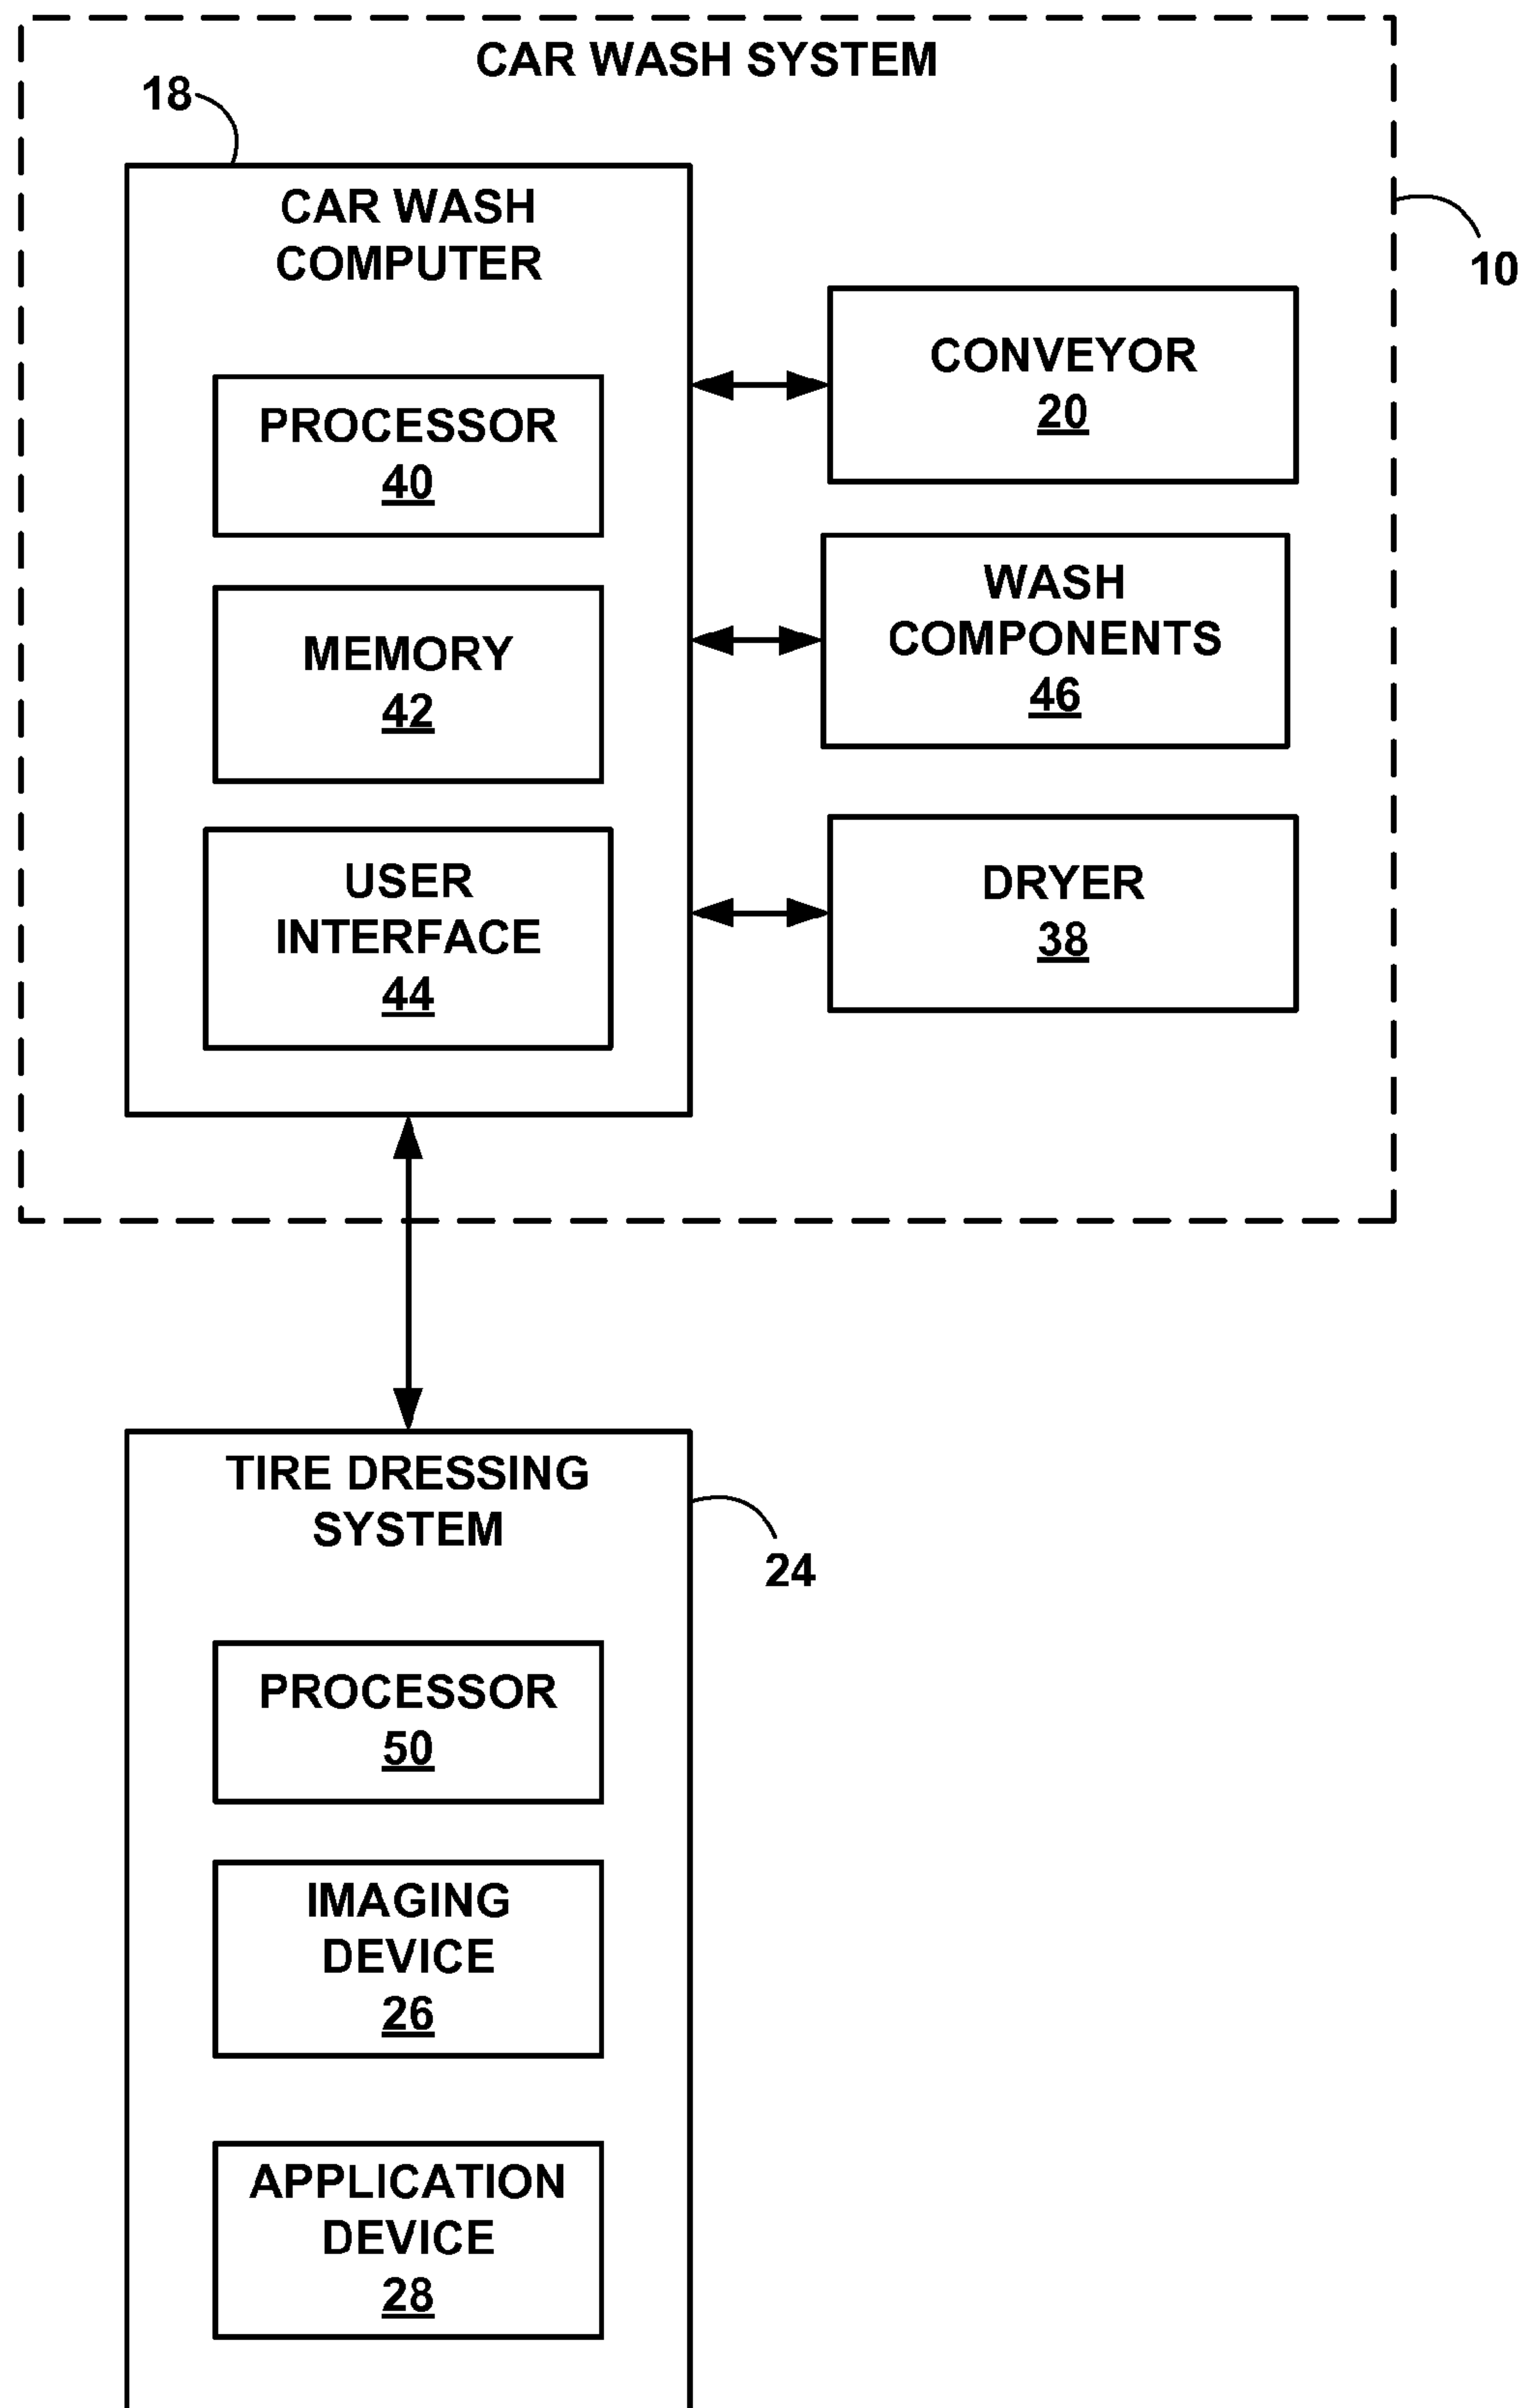 CAR WASH SYSTEM
18
CAR WASH
COMPUTER
10
PROCESSOR
40
MEMORY
42
USER
INTERFACE
44
CONVEYOR
20
WASH
COMPONENTS
46
DRYER
38
TIRE DRESSING
SYSTEM
24
PROCESSOR
50
IMAGING
DEVICE
26
APPLICATION
DEVICE
28